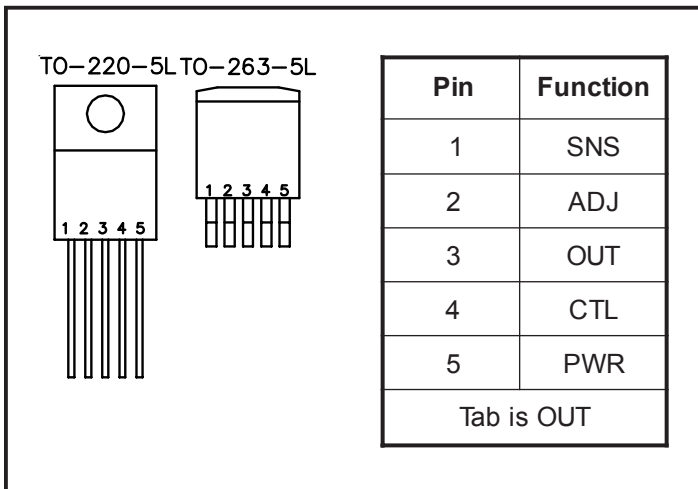 TO-220-5L TO-263-5L
1 2 3 4 5
1 2 3 4 5
Pin Function
1 SNS
2 ADJ
3 OUT
4 CTL
5 PWR
Tab is OUT